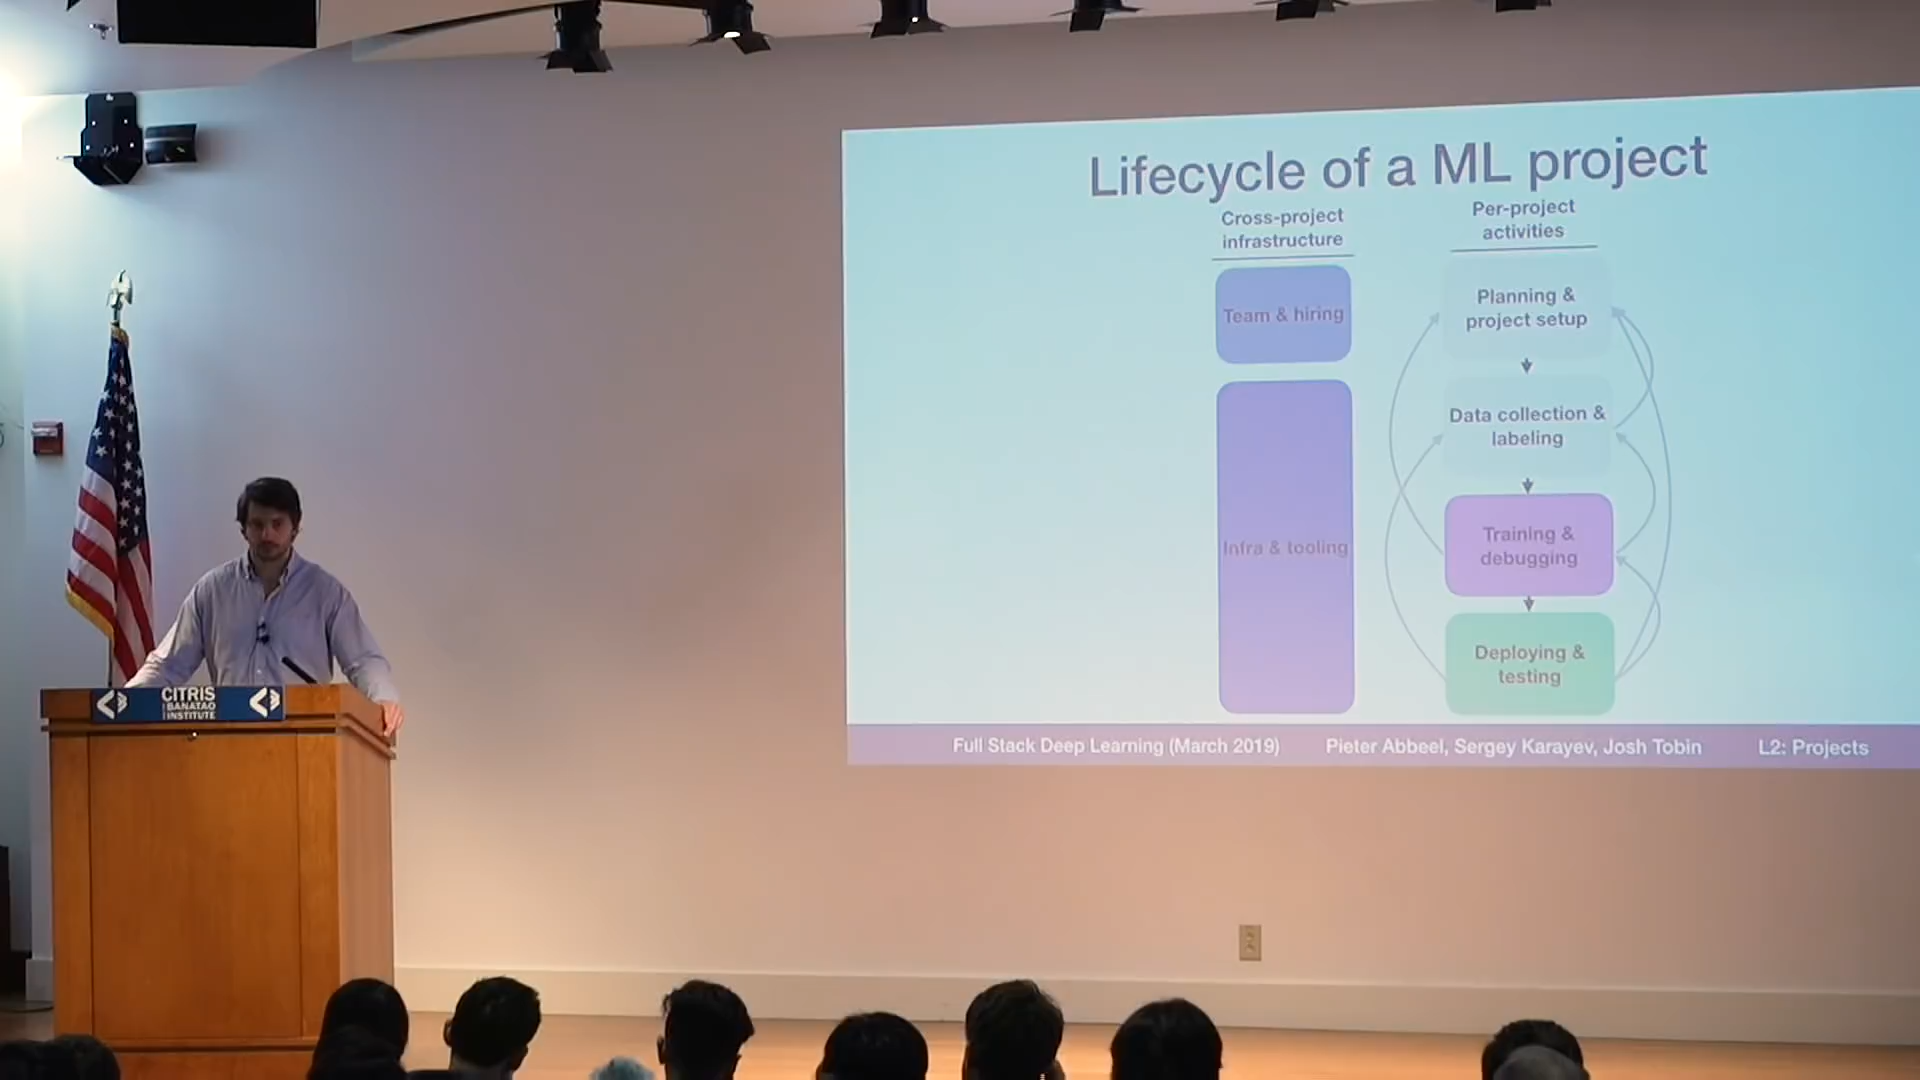 Lifecycle of a ML project
Cross-project
infrastructure
Team & hiring
Infra & tooling
Per-project
activities
Planning &
project setup
Data collection &
labeling
Training &
debugging
Deploying &
testing
Full Stack Deep Learning (March 2019) Pieter Abbeel, Sergey Karayev, Josh Tobin L2: Projects
CITRIS
BANATAO
INSTITUTE